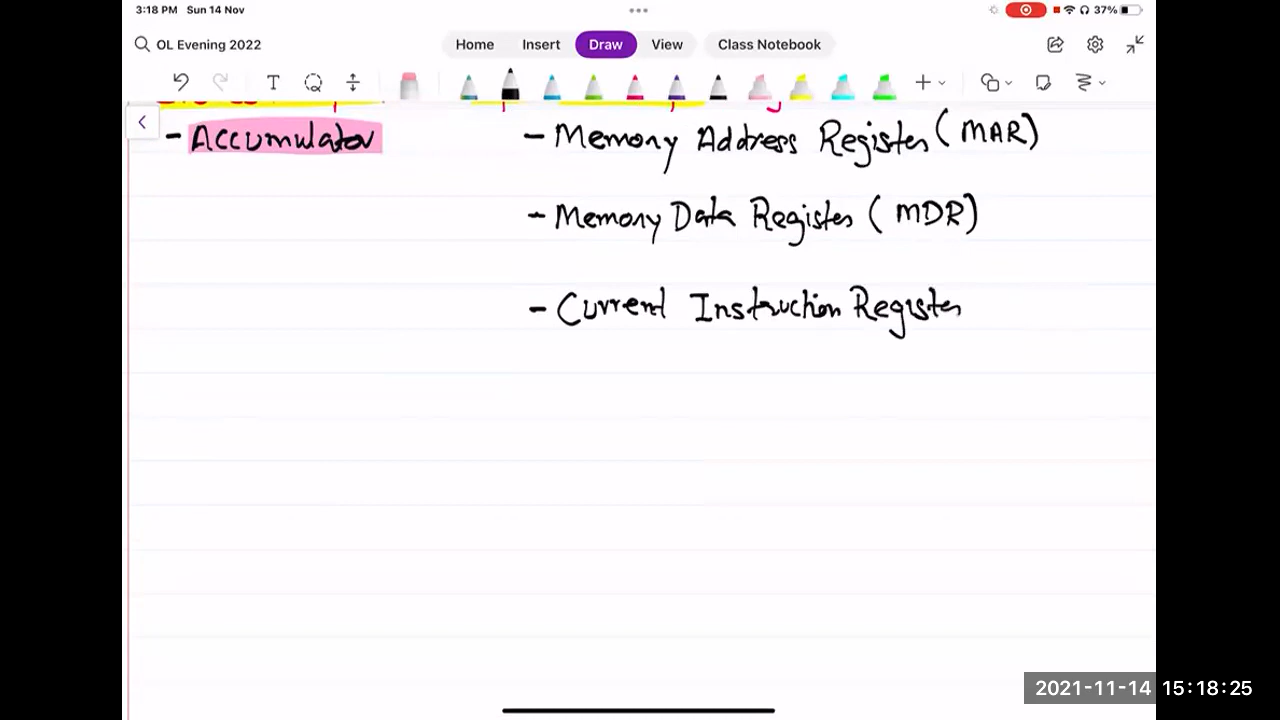 3:18 PM Sun 14 Nov
37%
OL Evening 2022
Home Insert Draw View Class Notebook
T
- Accumulator
- Memory Address Register (MAR)
- Memory Data Register (MDR)
- Current Instruction Register
2021-11-14 15:18:25